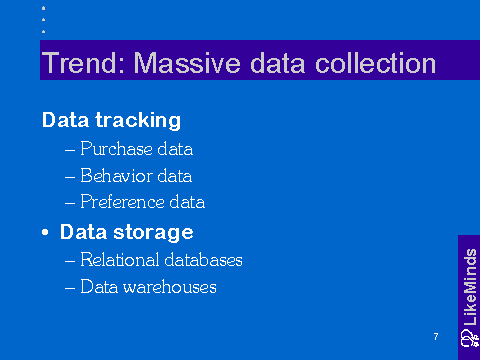 Trend: Massive data collection
Data tracking
– Purchase data
– Behavior data
– Preference data
• Data storage
– Relational databases
– Data warehouses
7
LikeMinds